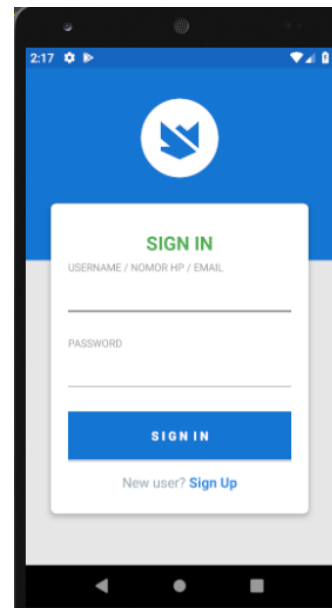 2:17
SIGN IN
USERNAME / NOMOR HP / EMAIL
PASSWORD
SIGN IN
New user? Sign Up